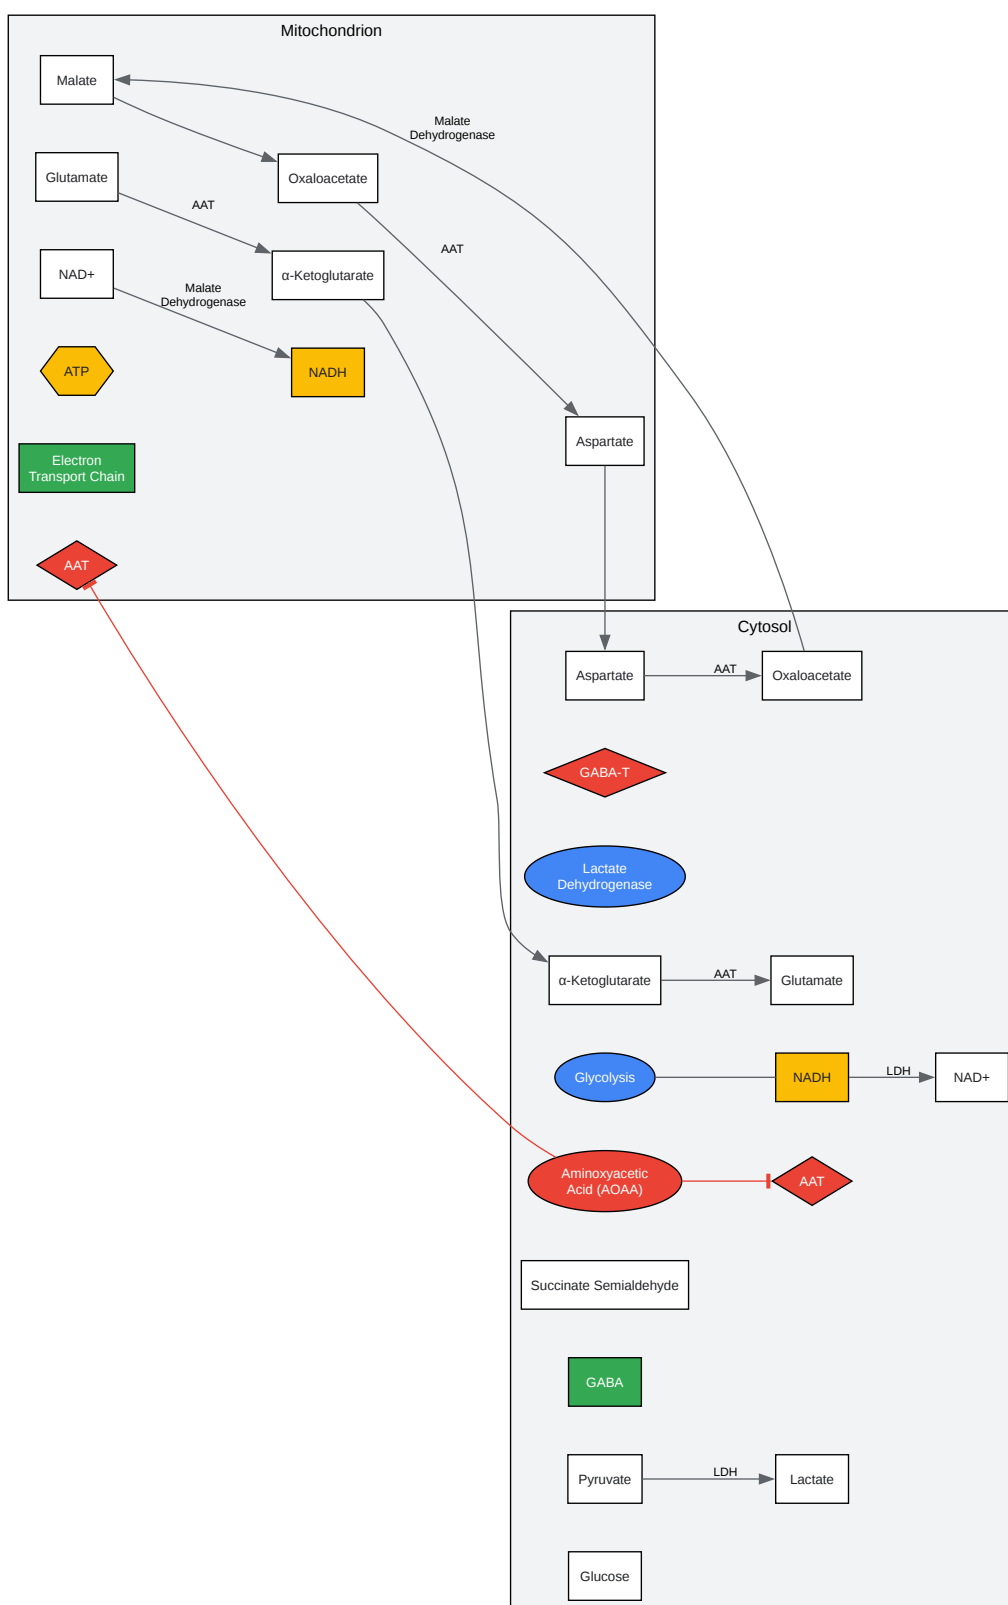 Mitochondrion
Malate
Malate
Dehydrogenase
Glutamate
Oxaloacetate
AAT
AAT
NAD+
α-Ketoglutarate
Malate
Dehydrogenase
ATP
NADH
Aspartate
Electron
Transport Chain
AAT
Cytosol
Aspartate
AAT
Oxaloacetate
GABA-T
Lactate
Dehydrogenase
α-Ketoglutarate
AAT
Glutamate
Glycolysis
NADH
LDH
NAD+
Aminoxyacetic
Acid (AOAA)
AAT
Succinate Semialdehyde
GABA
Pyruvate
LDH
Lactate
Glucose